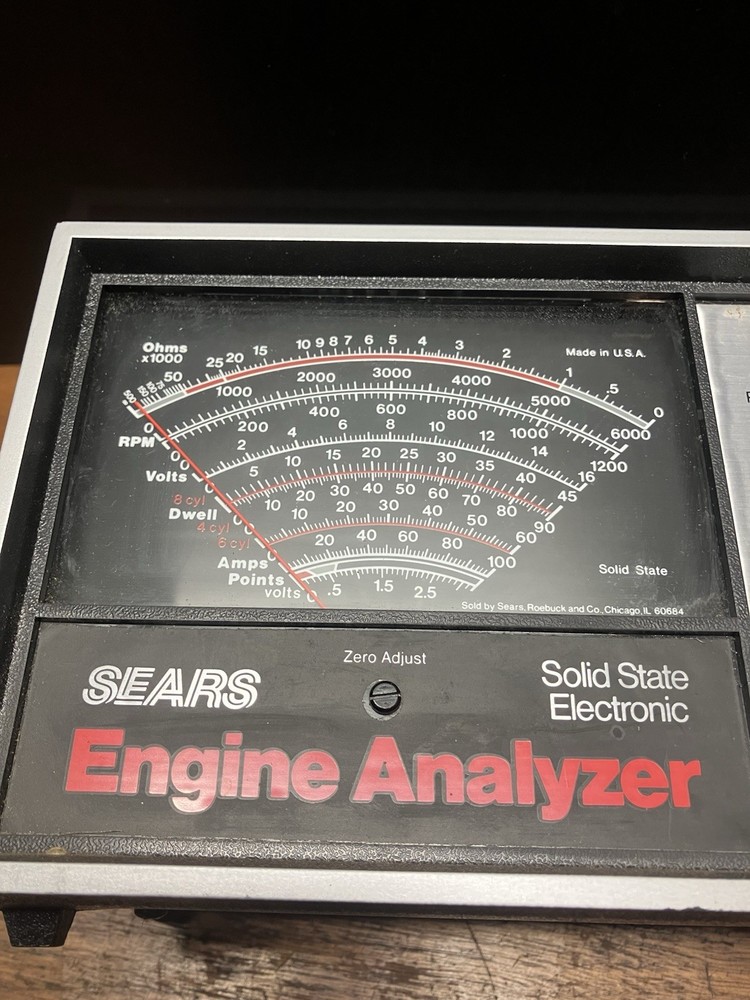 Ohms
x1000
500 50 25 20 15 10 9 8 7 6 5 4 3 2 1 .5 0
Made in U.S.A.
RPM
0 1000 2000 3000 4000 5000 6000
0 200 400 600 800 1000 1200
Volts
0 2 4 6 8 10 12 14 16
8 cyl
0 5 10 15 20 25 30 35 40 45
Dwell
4 cyl
0 10 20 30 40 50 60 70 80 90
6 cyl
0 10 20 30 40 50 60
Amps
0 20 40 60 80 100
Points
volts
0 .5 1.5 2.5
Solid State
Sold by Sears, Roebuck and Co., Chicago, IL 60684
Zero Adjust
SEARS
Solid State
Electronic
Engine Analyzer